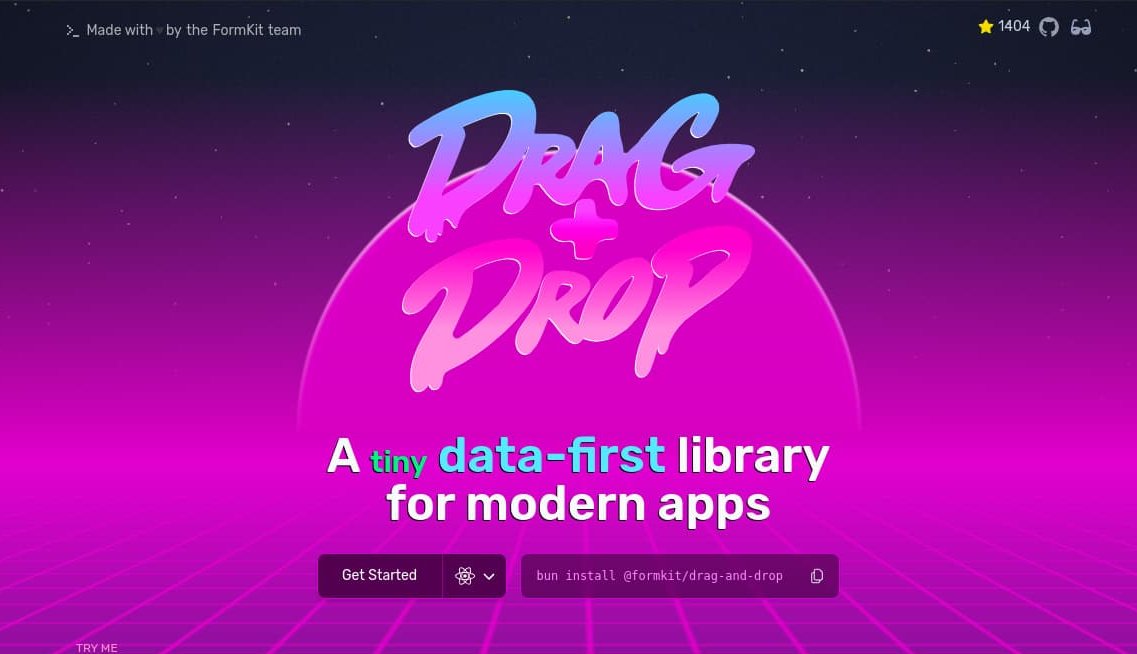 Made with ♥ by the FormKit team
1404
DRAG
+
DROP
A tiny data-first library
for modern apps
Get Started
bun install @formkit/drag-and-drop
TRY ME